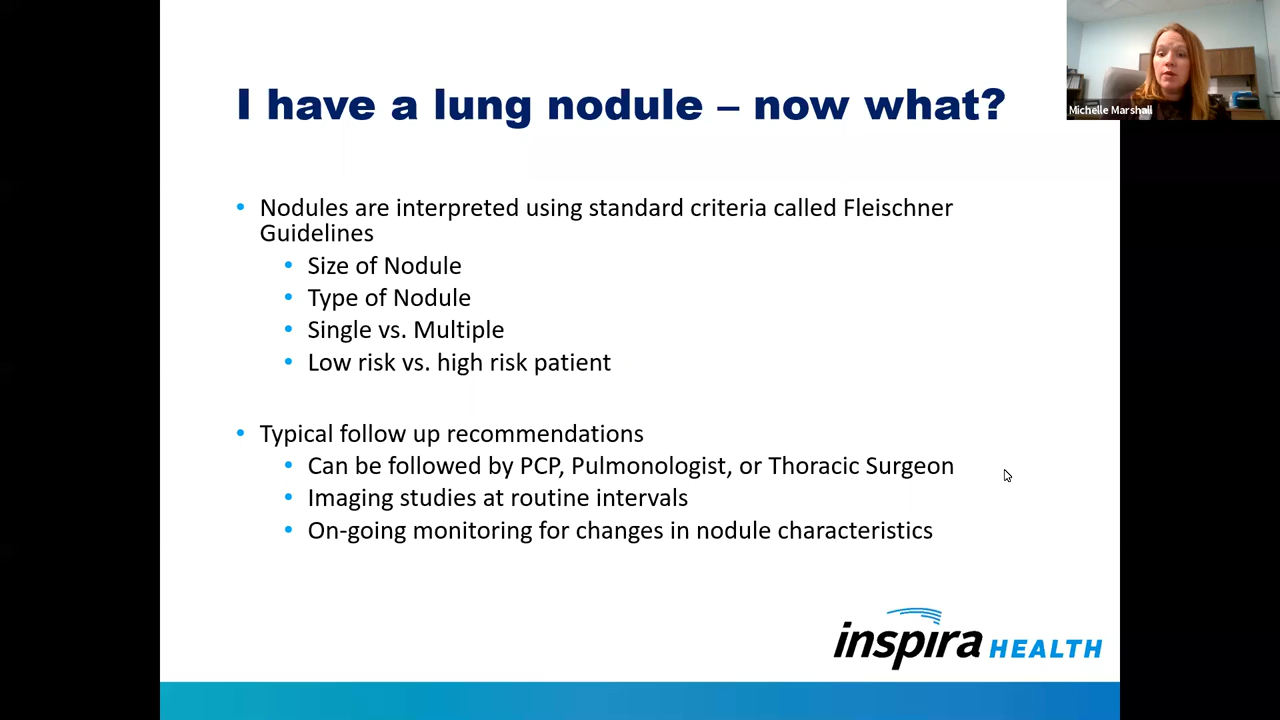 I have a lung nodule – now what?
Michelle Marshall
• Nodules are interpreted using standard criteria called Fleischner
Guidelines
• Size of Nodule
• Type of Nodule
• Single vs. Multiple
• Low risk vs. high risk patient
• Typical follow up recommendations
• Can be followed by PCP, Pulmonologist, or Thoracic Surgeon
• Imaging studies at routine intervals
• On-going monitoring for changes in nodule characteristics
inspira HEALTH